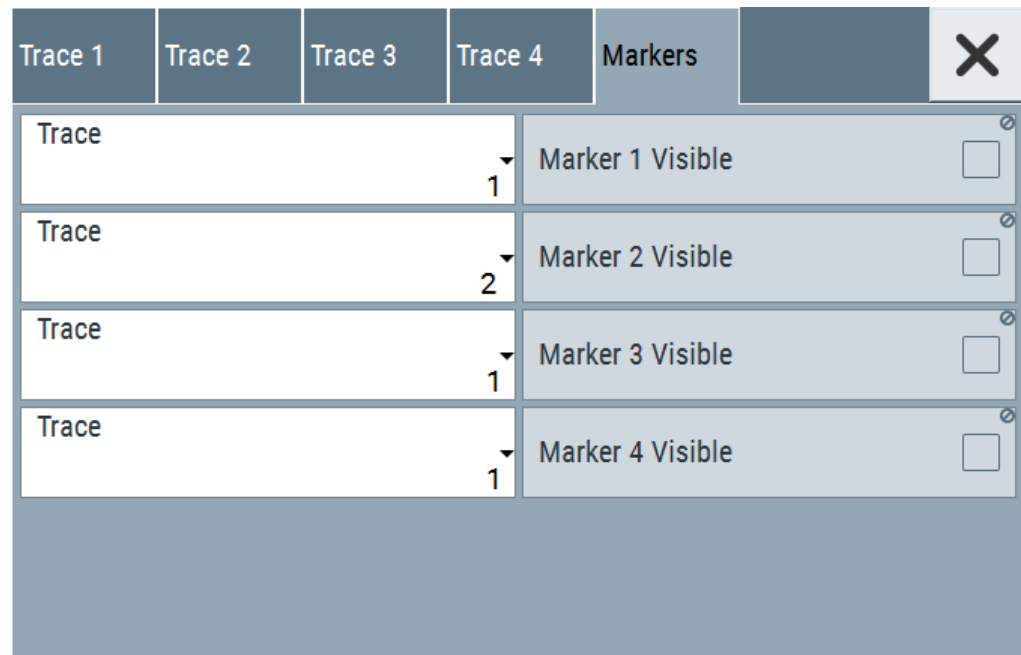 Trace 1 Trace 2 Trace 3 Trace 4 Markers
Trace
1
Marker 1 Visible
Trace
2
Marker 2 Visible
Trace
1
Marker 3 Visible
Trace
1
Marker 4 Visible